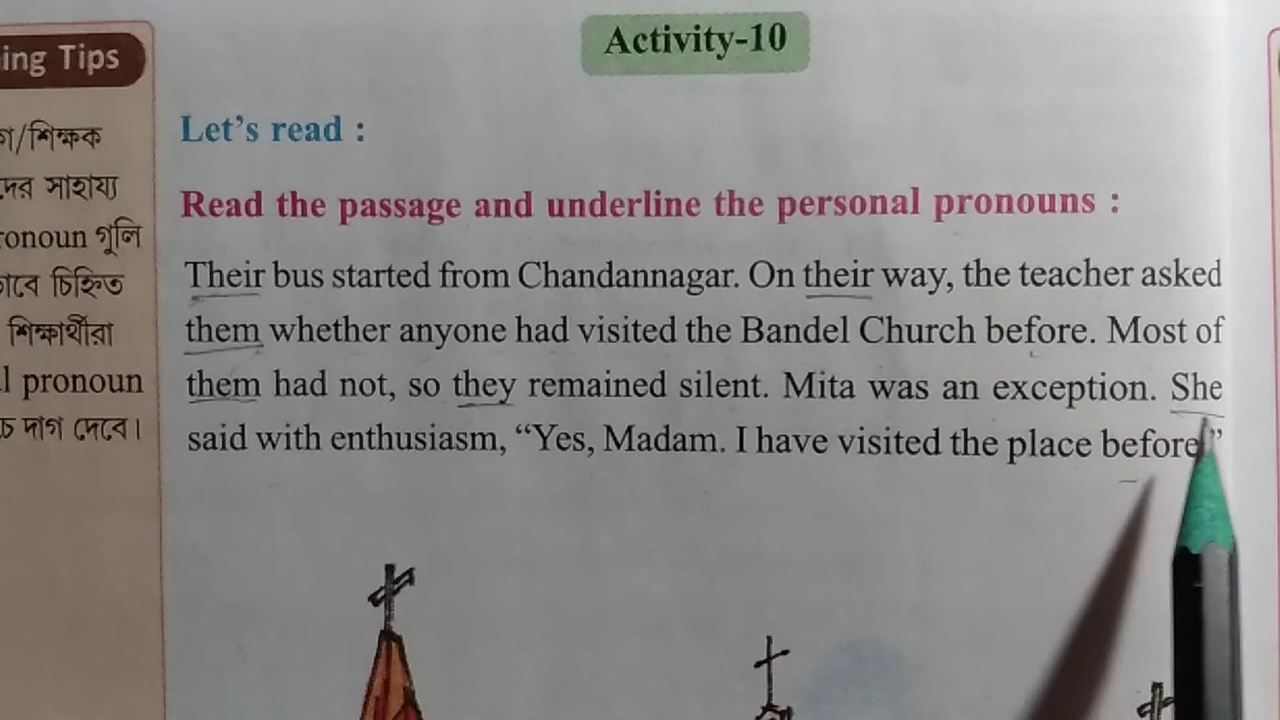 Activity-10
ing Tips
Let's read :
/শিক্ষক
দের সাহায্য
Read the passage and underline the personal pronouns :
ronoun গুলি
Their bus started from Chandannagar. On their way, the teacher asked
ভাবে চিহ্নিত
them whether anyone had visited the Bandel Church before. Most of
শিক্ষার্থীরা
them had not, so they remained silent. Mita was an exception. She
l pronoun
said with enthusiasm, “Yes, Madam. I have visited the place before.”
দাগ দেবে।